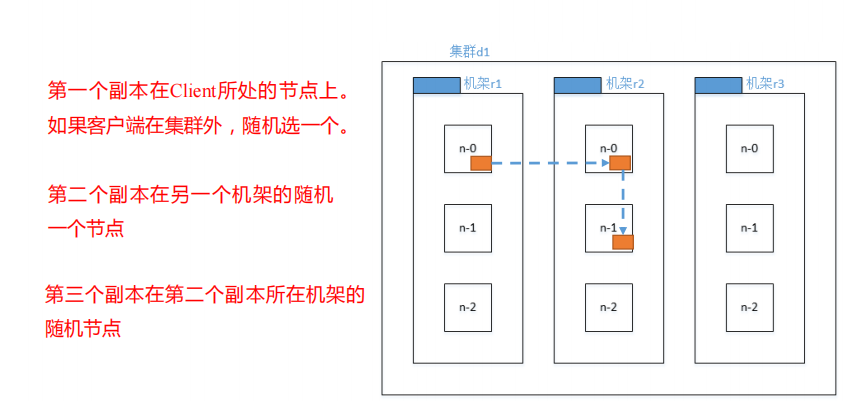 第一个副本在Client所处的节点上。
如果客户端在集群外，随机选一个。
第二个副本在另一个机架的随机
一个节点
第三个副本在第二个副本所在机架的
随机节点
集群d1
机架r1
机架r2
机架r3
n-0
n-0
n-0
n-1
n-1
n-1
n-2
n-2
n-2